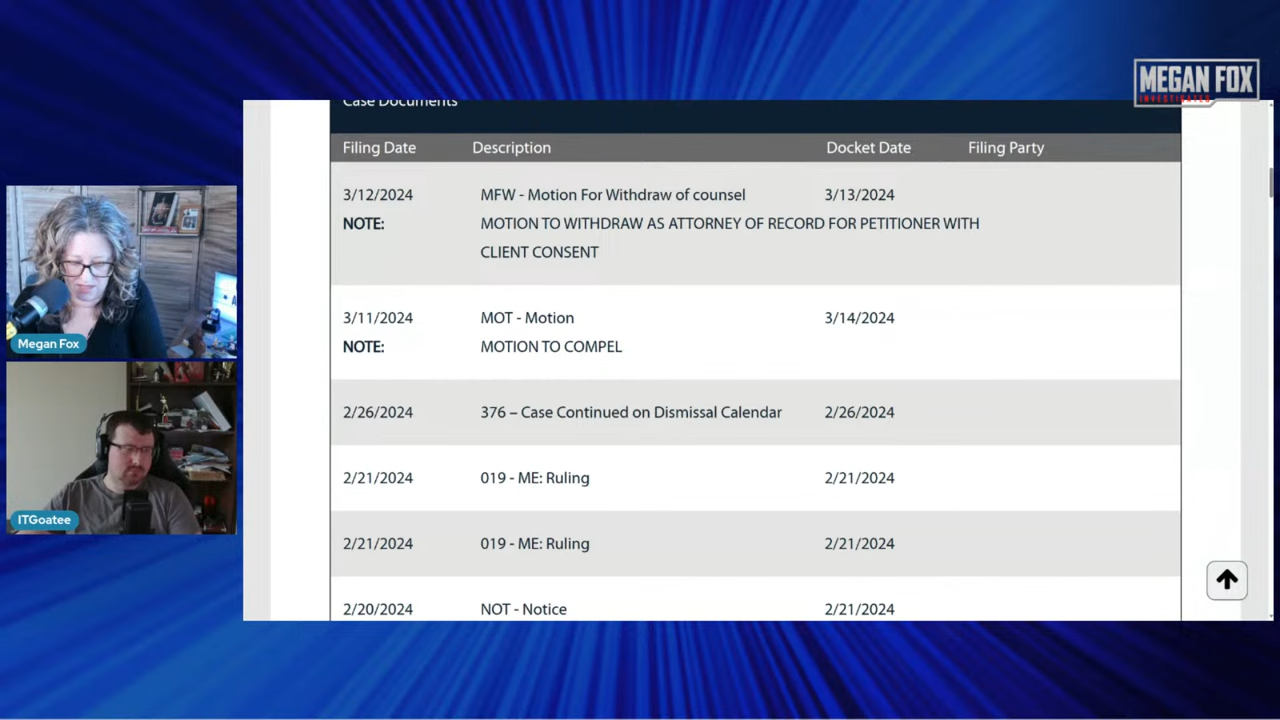 MEGAN FOX
INVESTIGATES
Case Documents
Filing Date Description Docket Date Filing Party
3/12/2024 MFW - Motion For Withdraw of counsel 3/13/2024
NOTE: MOTION TO WITHDRAW AS ATTORNEY OF RECORD FOR PETITIONER WITH
CLIENT CONSENT
3/11/2024 MOT - Motion 3/14/2024
NOTE: MOTION TO COMPEL
2/26/2024 376 – Case Continued on Dismissal Calendar 2/26/2024
2/21/2024 019 - ME: Ruling 2/21/2024
2/21/2024 019 - ME: Ruling 2/21/2024
2/20/2024 NOT - Notice 2/21/2024
Megan Fox
ITGoatee